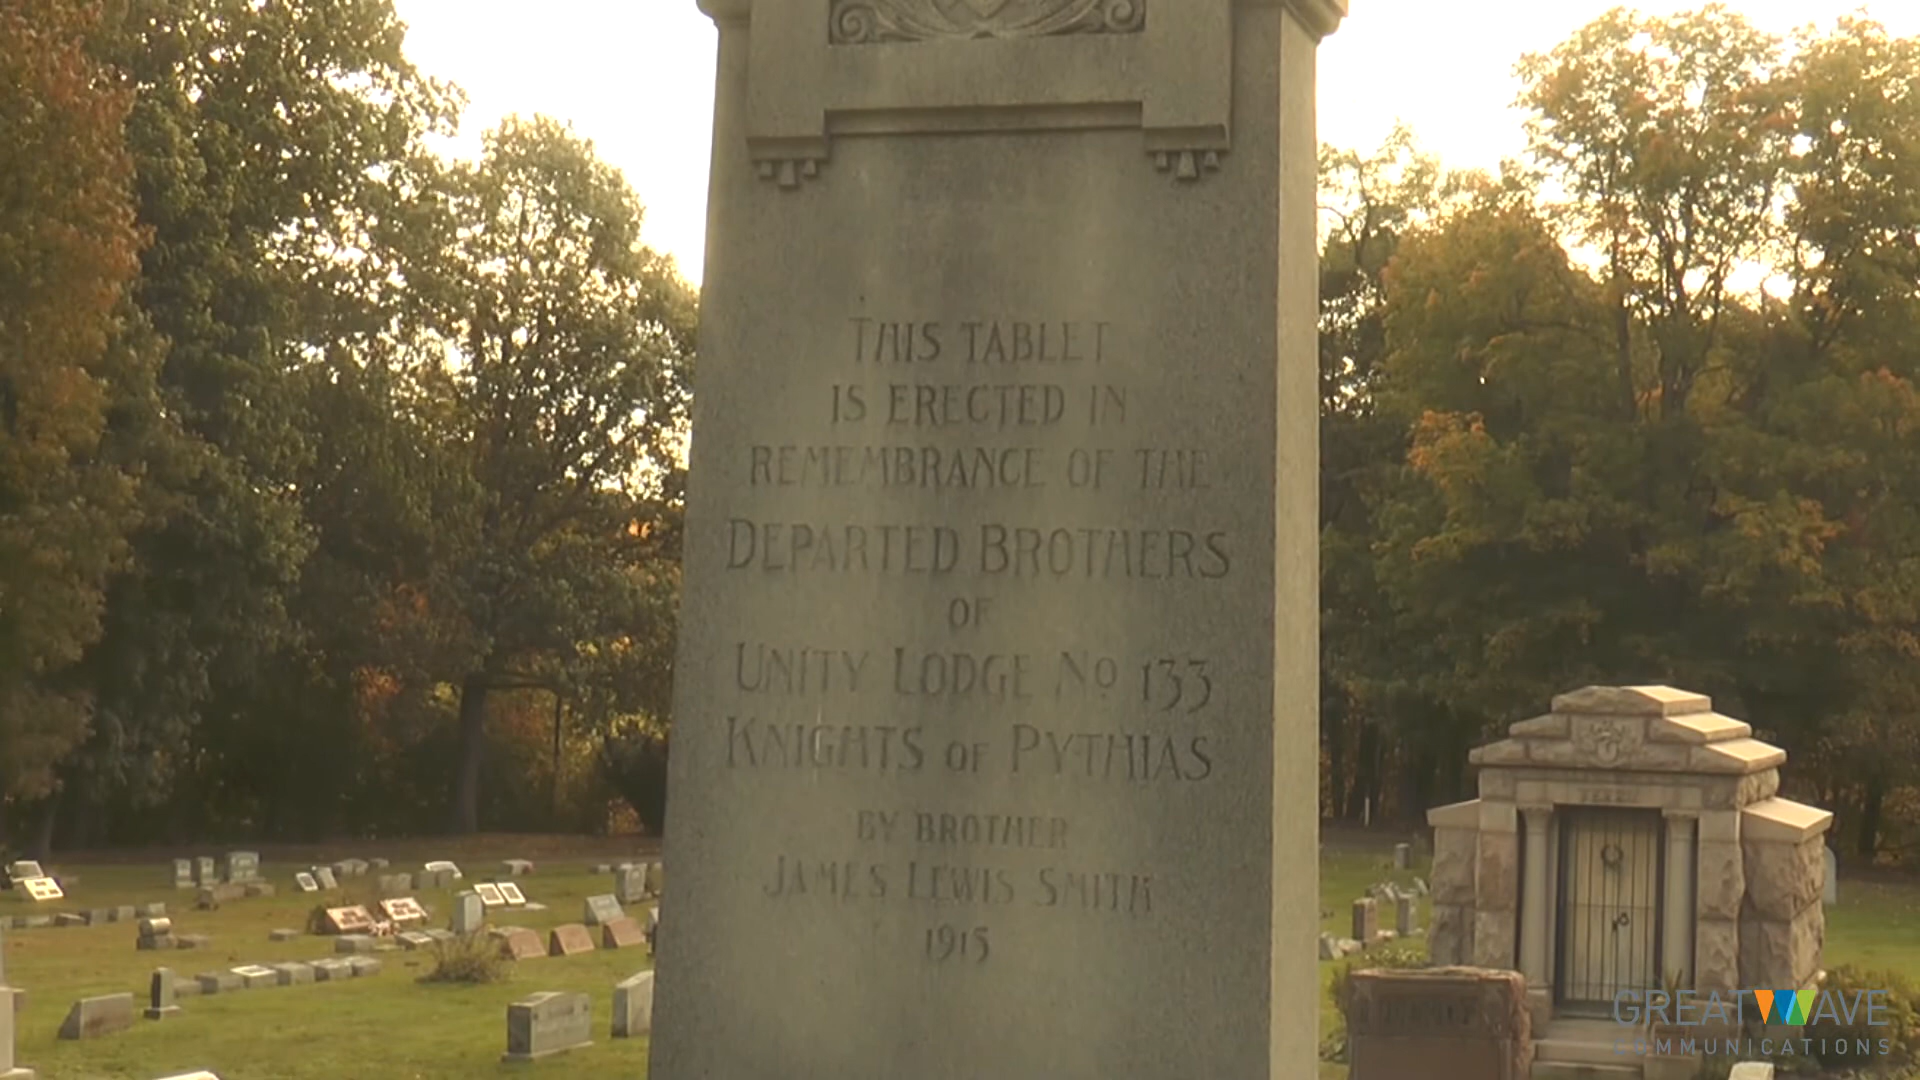 THIS TABLET
IS ERECTED IN
REMEMBRANCE OF THE
DEPARTED BROTHERS
OF
UNITY LODGE NO 133
KNIGHTS OF PYTHIAS
BY BROTHER
JAMES LEWIS SMITH
1915
GREATWAVE
COMMUNICATIONS